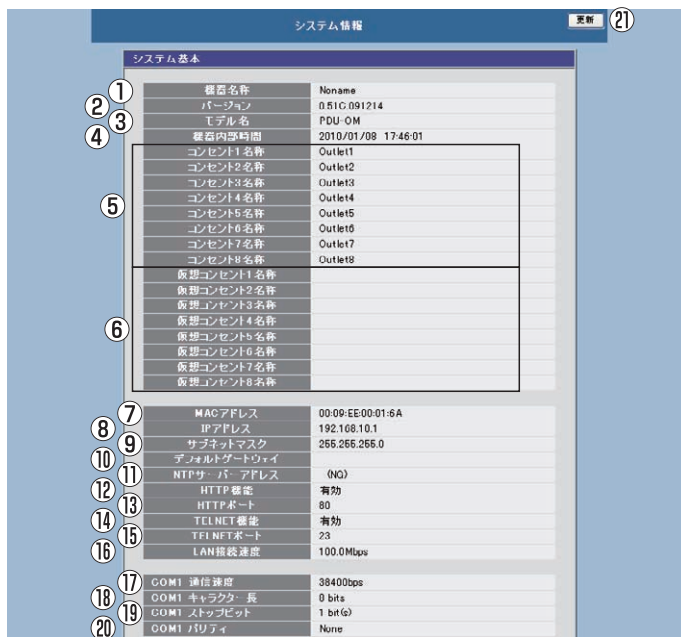 システム情報
更新 ㉑
システム基本
① 機器名称 Noname
② バージョン 0.51C.091214
③ モデル名 PDU-OM
④ 機器内部時間 2010/01/08 17:46:01
⑤
コンセント1名称 Outlet1
コンセント2名称 Outlet2
コンセント3名称 Outlet3
コンセント4名称 Outlet4
コンセント5名称 Outlet5
コンセント6名称 Outlet6
コンセント7名称 Outlet7
コンセント8名称 Outlet8
⑥
仮想コンセント1名称
仮想コンセント2名称
仮想コンセント3名称
仮想コンセント4名称
仮想コンセント5名称
仮想コンセント6名称
仮想コンセント7名称
仮想コンセント8名称
⑦ MACアドレス 00:09:EE:00:01:6A
⑧ IPアドレス 192.168.10.1
⑨ サブネットマスク 255.255.255.0
⑩ デフォルトゲートウェイ
⑪ NTPサーバーアドレス (NG)
⑫ HTTP機能 有効
⑬ HTTPポート 80
⑭ TELNET機能 有効
⑮ TELNETポート 23
⑯ LAN接続速度 100.0Mbps
⑰ COM1 通信速度 38400bps
⑱ COM1 キャラクター長 8 bits
⑲ COM1 ストップビット 1 bit(s)
⑳ COM1 パリティ None